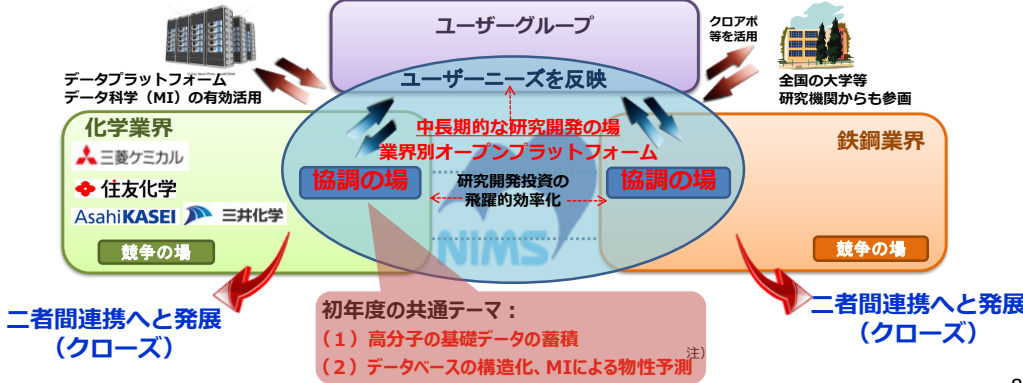 ユーザーグループ
クロアポ
等を活用
データプラットフォーム
データ科学（MI）の有効活用
ユーザーニーズを反映
全国の大学等
研究機関からも参画
化学業界
中長期的な研究開発の場
業界別オープンプラットフォーム
鉄鋼業界
三菱ケミカル
住友化学
AsahiKASEI
三井化学
協調の場
研究開発投資の
飛躍的効率化
協調の場
NIMS
競争の場
競争の場
二者間連携へと発展
（クローズ）
初年度の共通テーマ：
（１）高分子の基礎データの蓄積
（２）データベースの構造化、MIによる物性予測
注）
二者間連携へと発展
（クローズ）